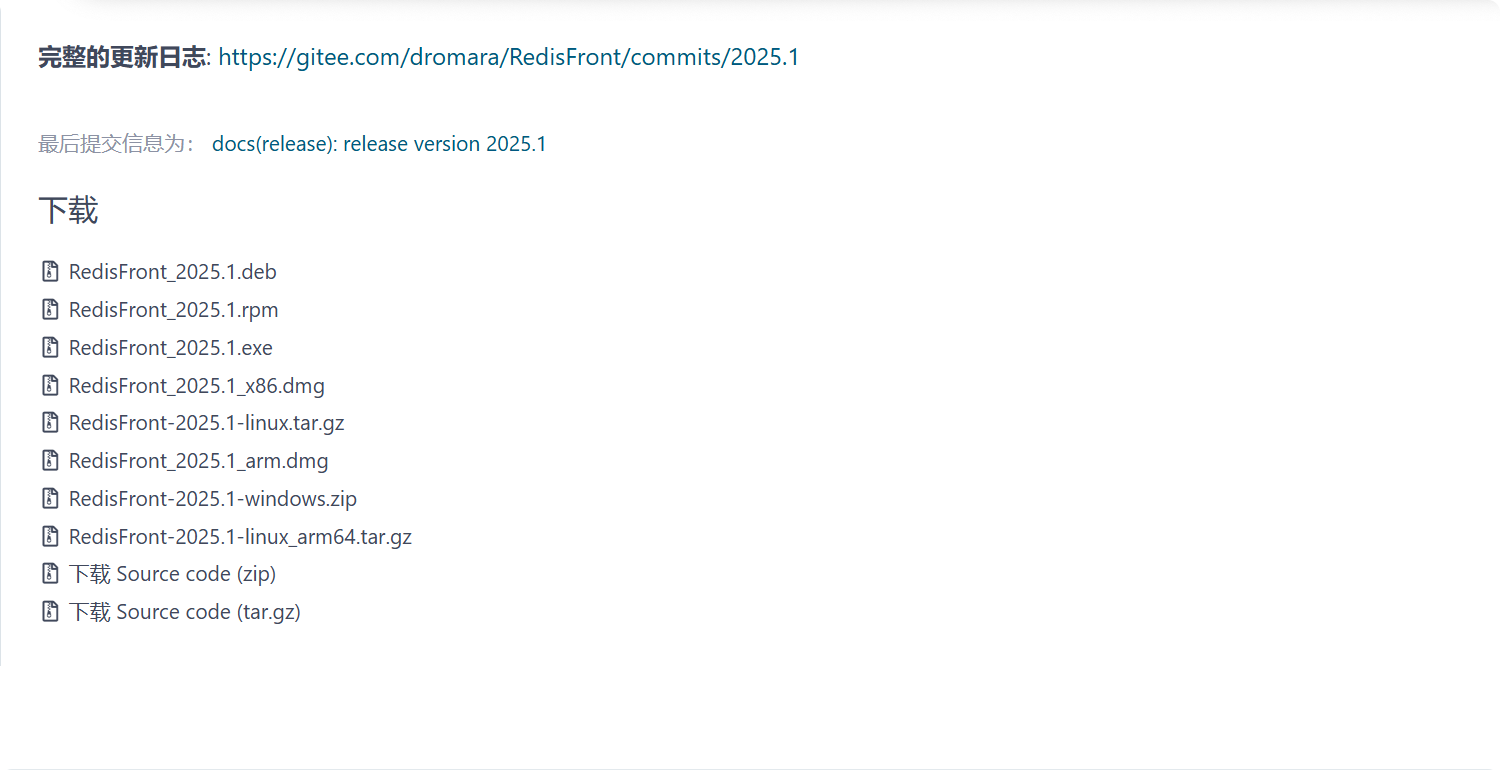 完整的更新日志: https://gitee.com/dromara/RedisFront/commits/2025.1
最后提交信息为： docs(release): release version 2025.1
下载
RedisFront_2025.1.deb
RedisFront_2025.1.rpm
RedisFront_2025.1.exe
RedisFront_2025.1_x86.dmg
RedisFront-2025.1-linux.tar.gz
RedisFront_2025.1_arm.dmg
RedisFront-2025.1-windows.zip
RedisFront-2025.1-linux_arm64.tar.gz
下载 Source code (zip)
下载 Source code (tar.gz)